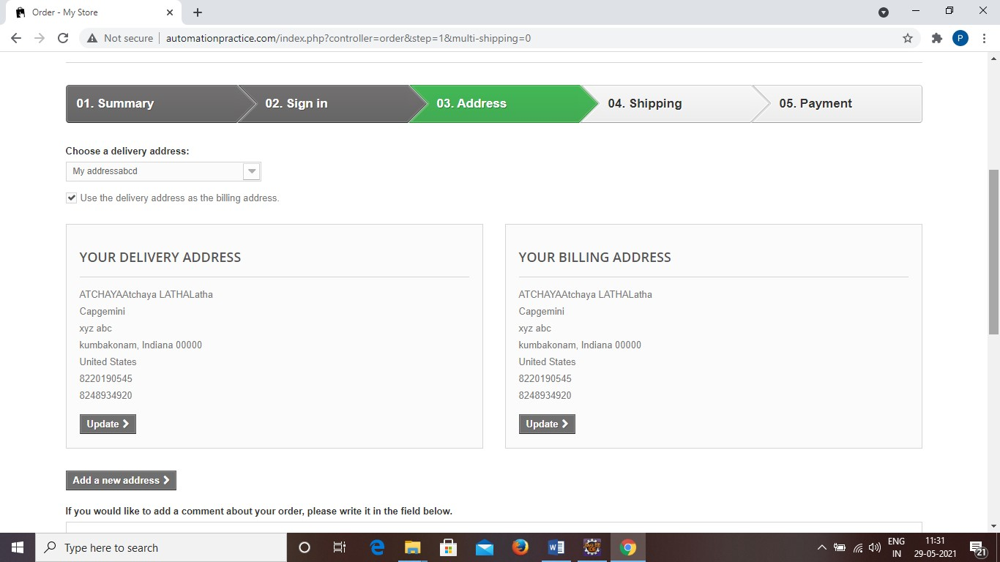 Order - My Store
Not secure
automationpractice.com/index.php?controller=order&step=1&multi-shipping=0
P
01. Summary
02. Sign in
03. Address
04. Shipping
05. Payment
Choose a delivery address:
My addressabcd
Use the delivery address as the billing address.
YOUR DELIVERY ADDRESS
ATCHAYAAtchaya LATHALatha
Capgemini
xyz abc
kumbakonam, Indiana 00000
United States
8220190545
8248934920
Update
YOUR BILLING ADDRESS
ATCHAYAAtchaya LATHALatha
Capgemini
xyz abc
kumbakonam, Indiana 00000
United States
8220190545
8248934920
Update
Add a new address
If you would like to add a comment about your order, please write it in the field below.
Type here to search
Java EE
IDE
ENG
IN
11:31
29-05-2021
21